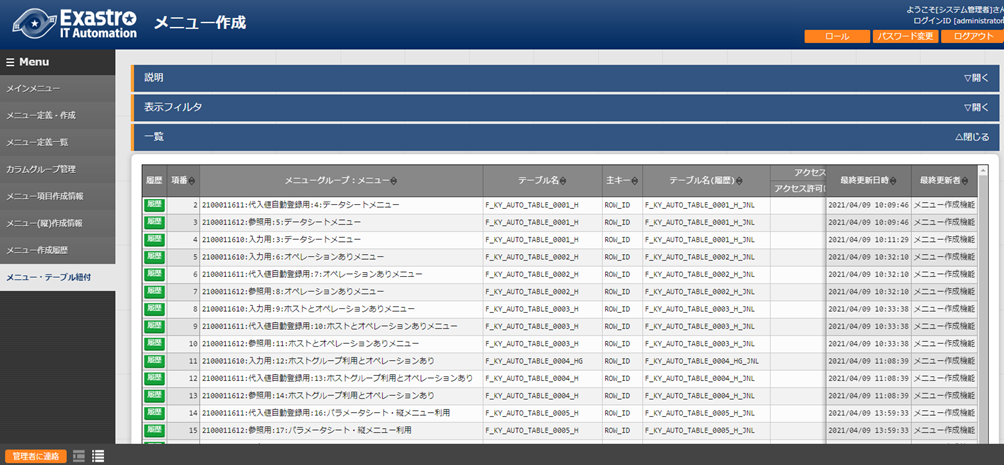 Exastro
IT Automation
メニュー作成
ようこそ[システム管理者]さん
ログインID [administrator]
ロール パスワード変更 ログアウト
Menu
メインメニュー
メニュー定義・作成
メニュー定義一覧
カラムグループ管理
メニュー項目作成情報
メニュー(縦)作成情報
メニュー作成履歴
メニュー・テーブル紐付
説明 ▽開く
表示フィルタ ▽開く
一覧 △閉じる
履歴 項番 メニューグループ：メニュー テーブル名 主キー テーブル名(履歴) アクセス 最終更新日時 最終更新者
アクセス許可
履歴 2 2100011611:代入値自動登録用:4:データシートメニュー F_KY_AUTO_TABLE_0001_H ROW_ID F_KY_AUTO_TABLE_0001_H_JNL 2021/04/09 10:09:46 メニュー作成機能
履歴 3 2100011612:参照用:5:データシートメニュー F_KY_AUTO_TABLE_0001_H ROW_ID F_KY_AUTO_TABLE_0001_H_JNL 2021/04/09 10:09:46 メニュー作成機能
履歴 4 2100011610:入力用:3:データシートメニュー F_KY_AUTO_TABLE_0001_H ROW_ID F_KY_AUTO_TABLE_0001_H_JNL 2021/04/09 10:11:29 メニュー作成機能
履歴 5 2100011610:入力用:6:オペレーションありメニュー F_KY_AUTO_TABLE_0002_H ROW_ID F_KY_AUTO_TABLE_0002_H_JNL 2021/04/09 10:32:10 メニュー作成機能
履歴 6 2100011611:代入値自動登録用:7:オペレーションありメニュー F_KY_AUTO_TABLE_0002_H ROW_ID F_KY_AUTO_TABLE_0002_H_JNL 2021/04/09 10:32:10 メニュー作成機能
履歴 7 2100011612:参照用:8:オペレーションありメニュー F_KY_AUTO_TABLE_0002_H ROW_ID F_KY_AUTO_TABLE_0002_H_JNL 2021/04/09 10:32:10 メニュー作成機能
履歴 8 2100011610:入力用:9:ホストとオペレーションありメニュー F_KY_AUTO_TABLE_0003_H ROW_ID F_KY_AUTO_TABLE_0003_H_JNL 2021/04/09 10:33:38 メニュー作成機能
履歴 9 2100011611:代入値自動登録用:10:ホストとオペレーションありメニュー F_KY_AUTO_TABLE_0003_H ROW_ID F_KY_AUTO_TABLE_0003_H_JNL 2021/04/09 10:33:38 メニュー作成機能
履歴 10 2100011612:参照用:11:ホストとオペレーションありメニュー F_KY_AUTO_TABLE_0003_H ROW_ID F_KY_AUTO_TABLE_0003_H_JNL 2021/04/09 10:33:38 メニュー作成機能
履歴 11 2100011610:入力用:12:ホストグループ利用とオペレーションあり F_KY_AUTO_TABLE_0004_HG ROW_ID F_KY_AUTO_TABLE_0004_HG_JNL 2021/04/09 11:08:39 メニュー作成機能
履歴 12 2100011611:代入値自動登録用:13:ホストグループ利用とオペレーションあり F_KY_AUTO_TABLE_0004_H ROW_ID F_KY_AUTO_TABLE_0004_H_JNL 2021/04/09 11:08:39 メニュー作成機能
履歴 13 2100011612:参照用:14:ホストグループ利用とオペレーションあり F_KY_AUTO_TABLE_0004_H ROW_ID F_KY_AUTO_TABLE_0004_H_JNL 2021/04/09 11:08:39 メニュー作成機能
履歴 14 2100011611:代入値自動登録用:16:パラメータシート・縦メニュー利用 F_KY_AUTO_TABLE_0005_H ROW_ID F_KY_AUTO_TABLE_0005_H_JNL 2021/04/09 13:59:33 メニュー作成機能
履歴 15 2100011612:参照用:17:パラメータシート・縦メニュー利用 F_KY_AUTO_TABLE_0005_H ROW_ID F_KY_AUTO_TABLE_0005_H_JNL 2021/04/09 13:59:33 メニュー作成機能
管理者に連絡